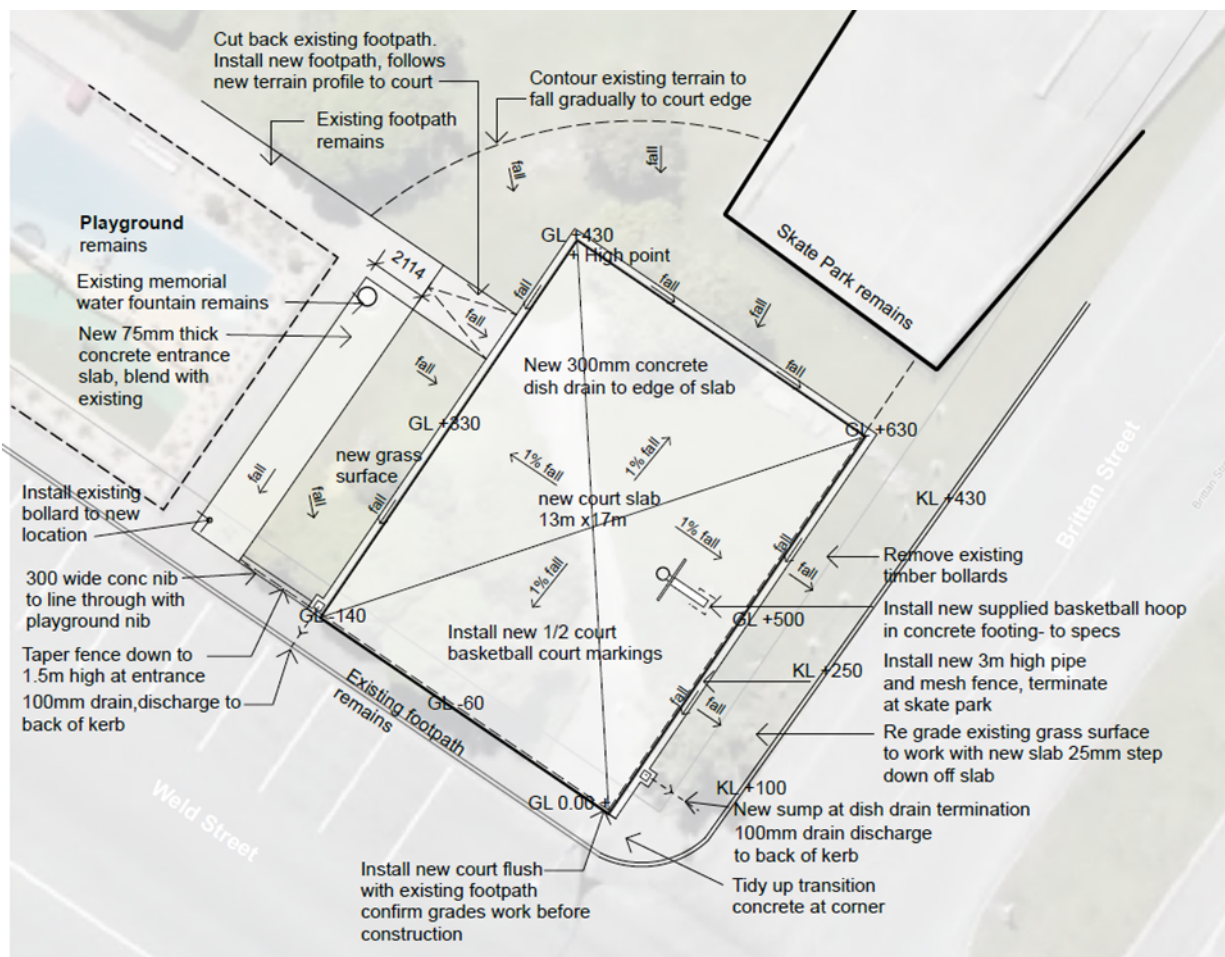 Cut back existing footpath.
Install new footpath, follows
new terrain profile to court
Contour existing terrain to
fall gradually to court edge
Existing footpath
remains
fall
fall
Playground
remains
GL +430
+ High point
Skate Park remains
2114
Existing memorial
water fountain remains
fall
fall
fall
fall
New 75mm thick
concrete entrance
slab, blend with
existing
fall
New 300mm concrete
dish drain to edge of slab
fall
GL +330
GL +630
Brittan Street
new grass
surface
1% fall
1% fall
fall
Install existing
bollard to new
location
fall
fall
new court slab
13m x17m
KL +430
1% fall
fall
fall
Remove existing
timber bollards
300 wide conc nib
to line through with
playground nib
1% fall
GL -140
GL +500
Install new supplied basketball hoop
in concrete footing- to specs
Install new 1/2 court
basketball court markings
Taper fence down to
1.5m high at entrance
KL +250
Install new 3m high pipe
and mesh fence, terminate
at skate park
100mm drain,discharge to
back of kerb
Existing footpath
remains
GL -60
fall
fall
Re grade existing grass surface
to work with new slab 25mm step
down off slab
Weld Street
GL 0.00 +
KL +100
New sump at dish drain termination
100mm drain discharge
to back of kerb
Install new court flush
with existing footpath
confirm grades work before
construction
Tidy up transition
concrete at corner